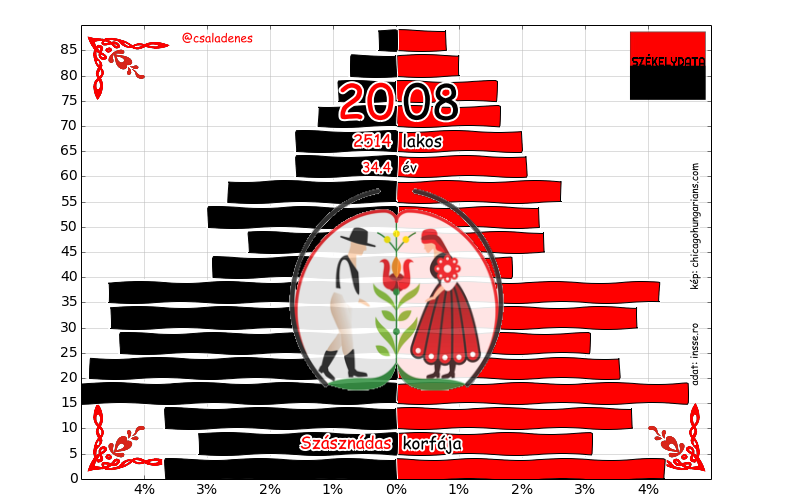 @csaladenes
SZÉKELYDATA
2008
2514 lakos
34.4 év
kép: chicagohungarians.com
adat: insse.ro
Szásznádas korfája
85
80
75
70
65
60
55
50
45
40
35
30
25
20
15
10
5
0
4% 3% 2% 1% 0% 1% 2% 3% 4%